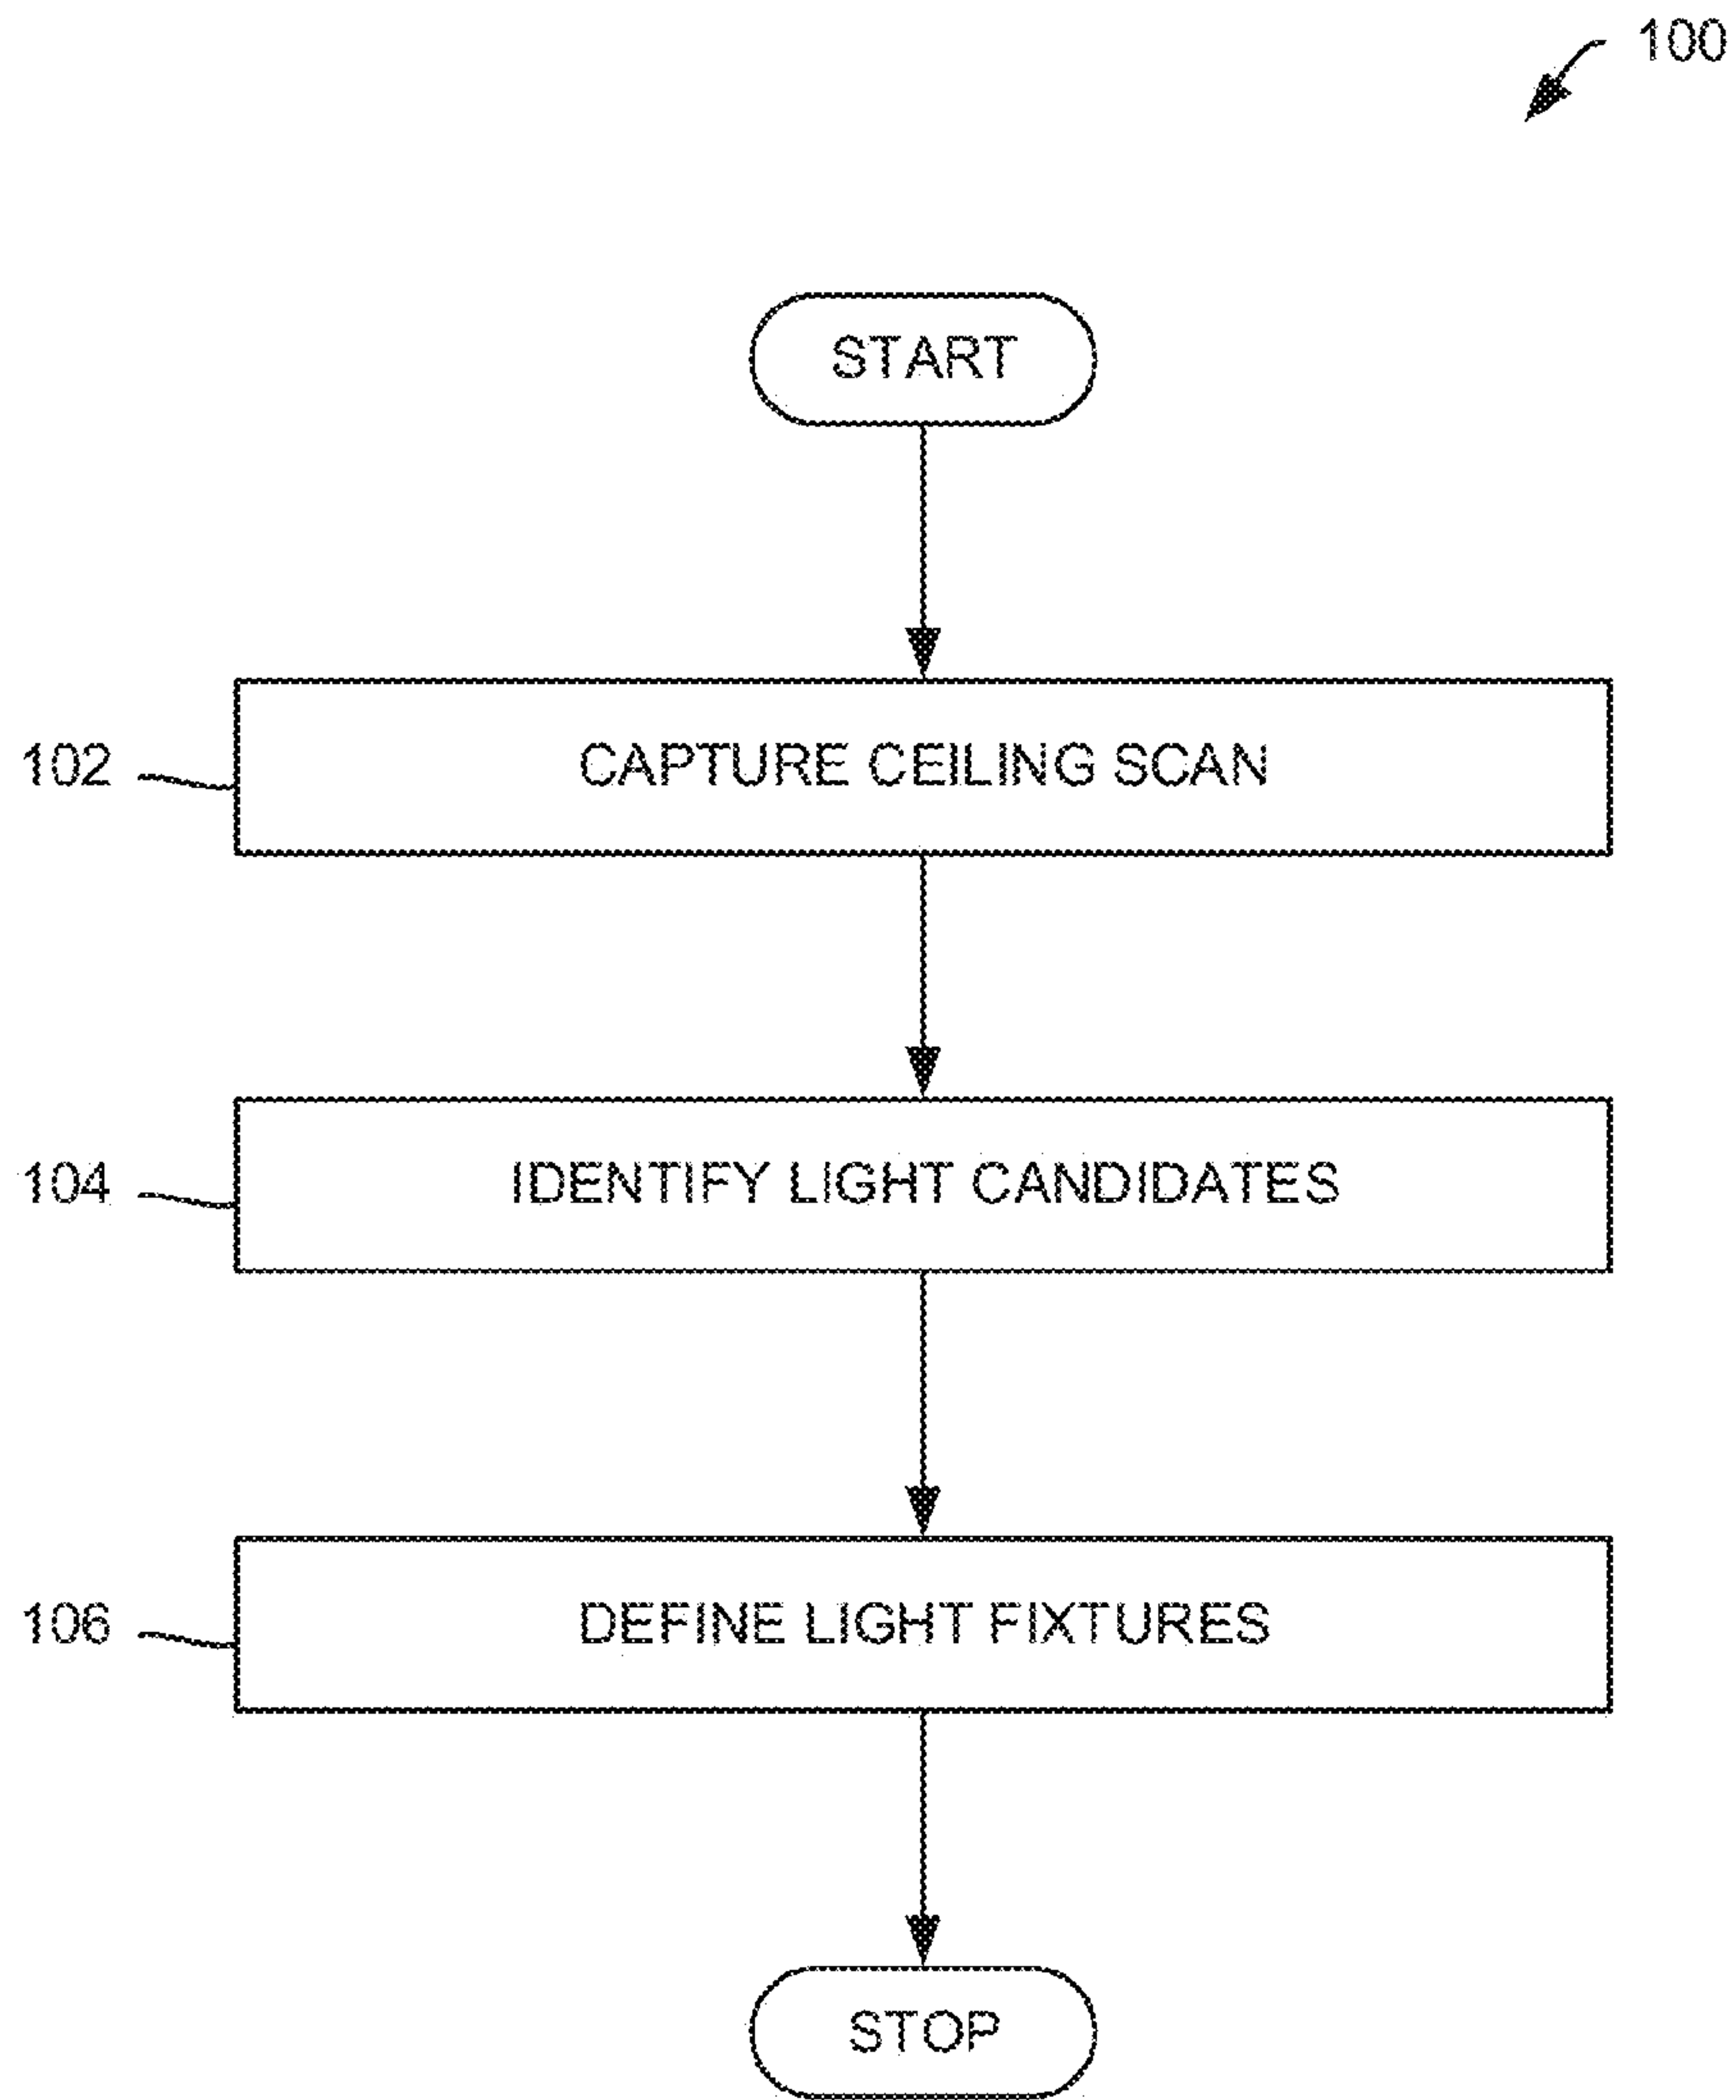 100
START
102 CAPTURE CEILING SCAN
104 IDENTIFY LIGHT CANDIDATES
106 DEFINE LIGHT FIXTURES
STOP